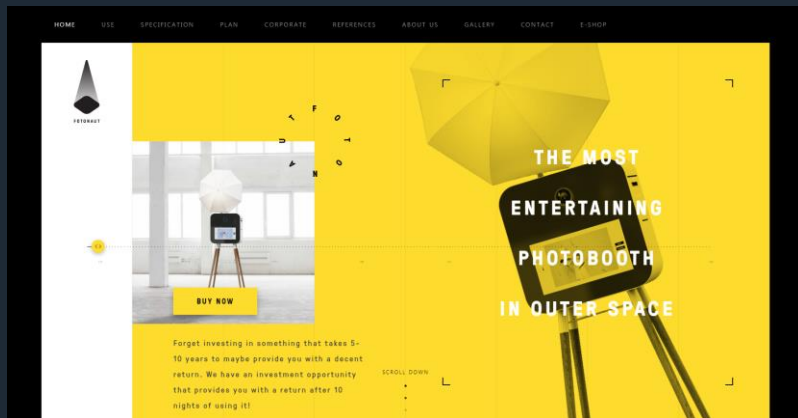 HOME USE SPECIFICATION PLAN CORPORATE REFERENCES ABOUT US GALLERY CONTACT E-SHOP
FOTONAUT
FOTONAUT
THE MOST
ENTERTAINING
PHOTOBOOTH
IN OUTER SPACE
BUY NOW
Forget investing in something that takes 5-
10 years to maybe provide you with a decent
return. We have an investment opportunity
that provides you with a return after 10
nights of using it!
SCROLL DOWN